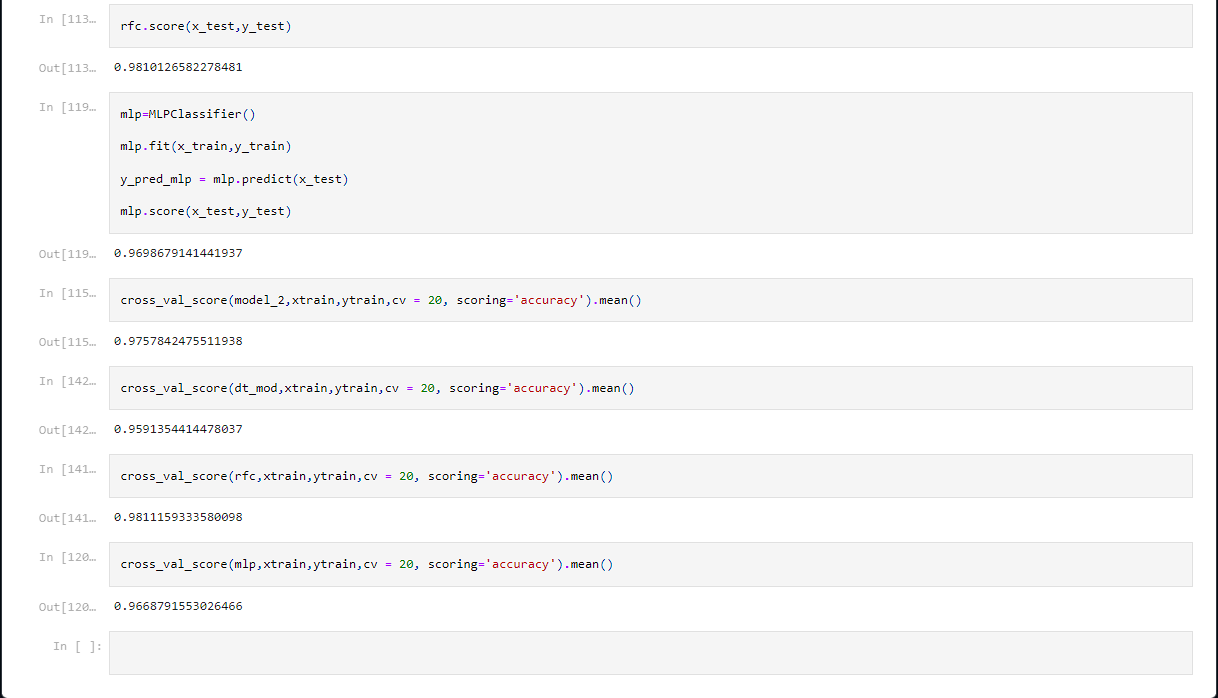 In [113…
rfc.score(x_test,y_test)
Out[113…
0.9810126582278481
In [119…
mlp=MLPClassifier()
mlp.fit(x_train,y_train)
y_pred_mlp = mlp.predict(x_test)
mlp.score(x_test,y_test)
Out[119…
0.9698679141441937
In [115…
cross_val_score(model_2,xtrain,ytrain,cv = 20, scoring='accuracy').mean()
Out[115…
0.9757842475511938
In [142…
cross_val_score(dt_mod,xtrain,ytrain,cv = 20, scoring='accuracy').mean()
Out[142…
0.9591354414478037
In [141…
cross_val_score(rfc,xtrain,ytrain,cv = 20, scoring='accuracy').mean()
Out[141…
0.9811159333580098
In [120…
cross_val_score(mlp,xtrain,ytrain,cv = 20, scoring='accuracy').mean()
Out[120…
0.9668791553026466
In [ ]: